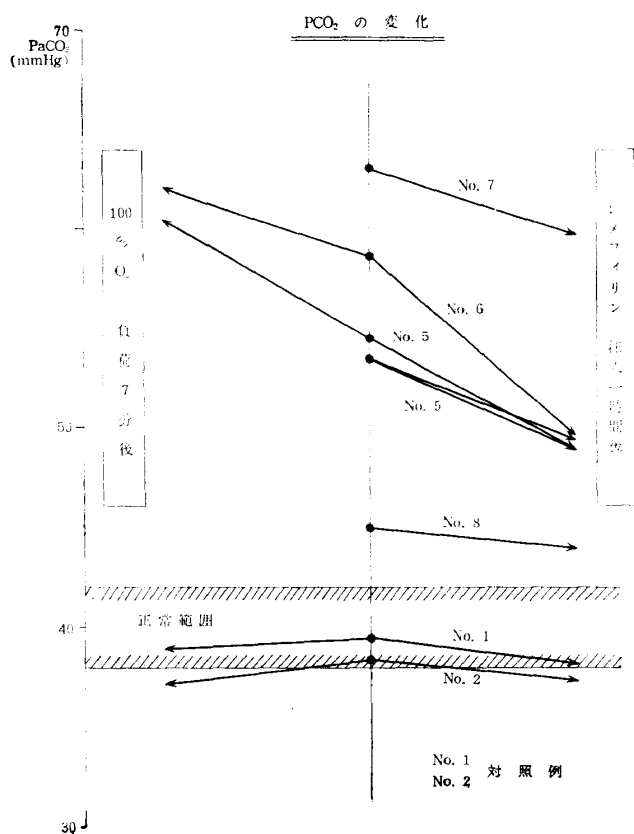 PCO₂ の 変 化
70
PaCO₂
(mmHg)
50
40
30
100
% O₂
負荷7分後
No. 7
No. 6
No. 5
No. 5
No. 8
正常範囲
No. 1
No. 2
No. 1
No. 2
対 照 例